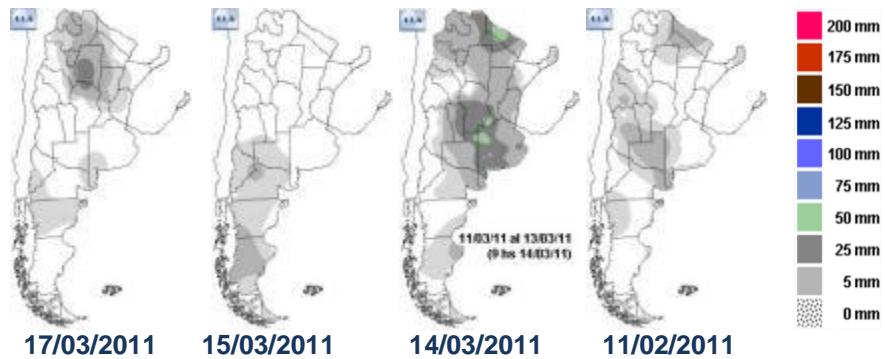 11/03/11 al 13/03/11
(9 hs 14/03/11)
17/03/2011
15/03/2011
14/03/2011
11/02/2011
200 mm
175 mm
150 mm
125 mm
100 mm
75 mm
50 mm
25 mm
5 mm
0 mm